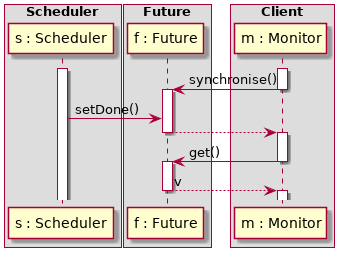 Scheduler Future Client
s : Scheduler f : Future m : Monitor
synchronise()
setDone()
get()
v
s : Scheduler f : Future m : Monitor